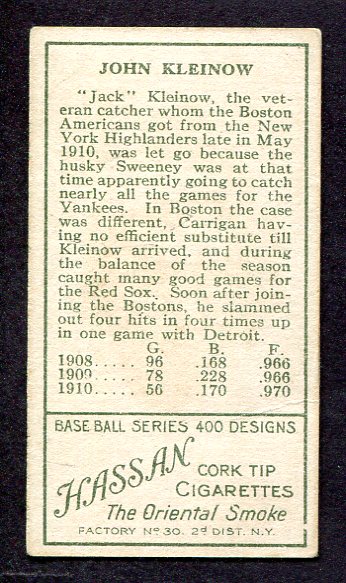 JOHN KLEINOW
"Jack" Kleinow, the vet-
eran catcher whom the Boston
Americans got from the New
York Highlanders late in May
1910, was let go because the
husky Sweeney was at that
time apparently going to catch
nearly all the games for the
Yankees. In Boston the case
was different, Carrigan hav-
ing no efficient substitute till
Kleinow arrived, and during
the balance of the season
caught many good games for
the Red Sox. Soon after join-
ing the Bostons, he slammed
out four hits in four times up
in one game with Detroit.
G. B. F.
1908..... 96 .168 .966
1909..... 78 .228 .966
1910..... 56 .170 .970
BASE BALL SERIES 400 DESIGNS
HASSAN CORK TIP
CIGARETTES
The Oriental Smoke
FACTORY No 30. 2d DIST. N.Y.